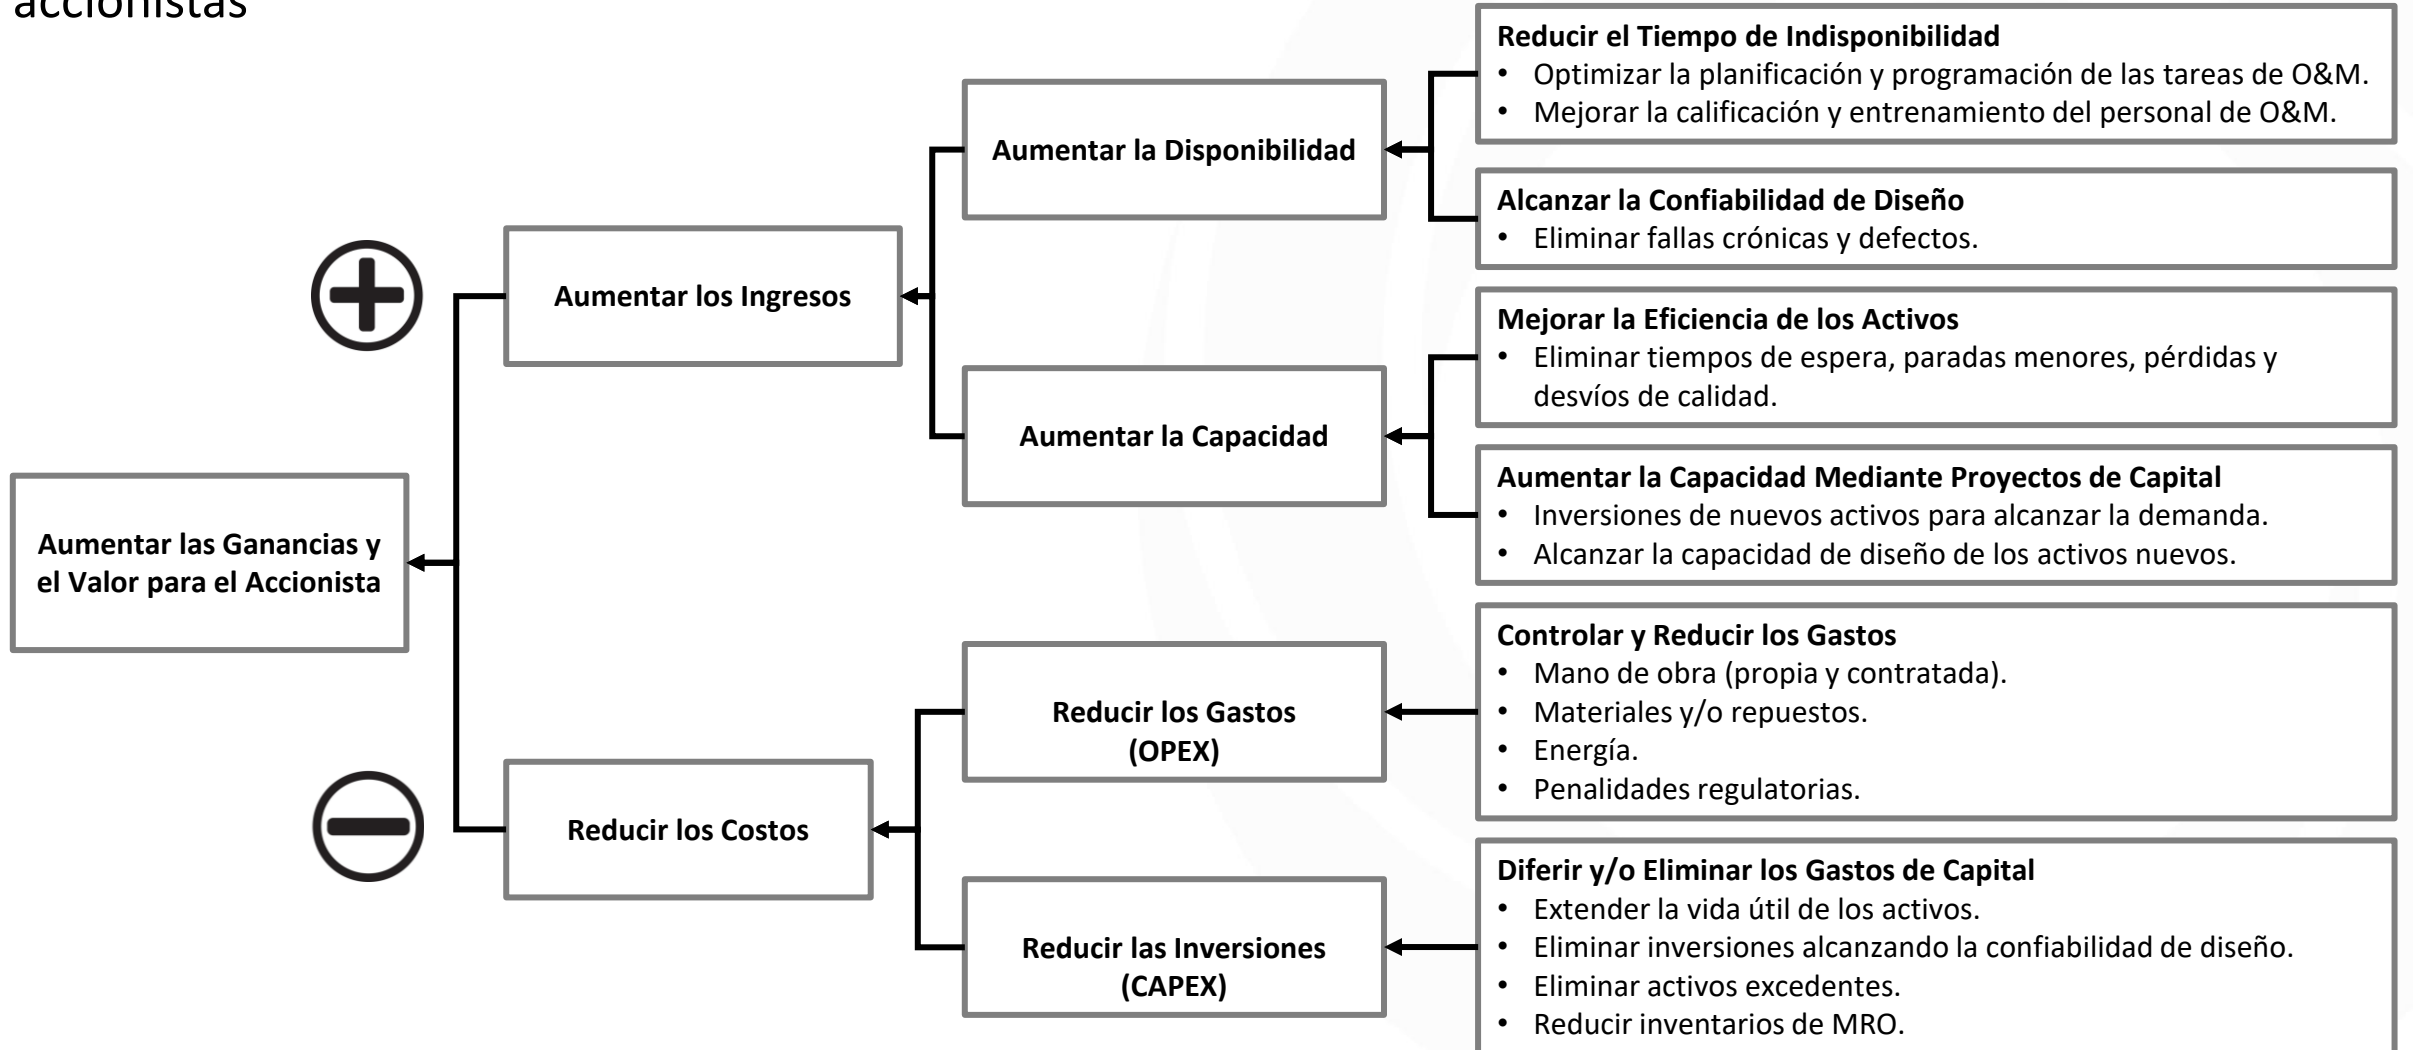 accionistas
Reducir el Tiempo de Indisponibilidad
• Optimizar la planificación y programación de las tareas de O&M.
• Mejorar la calificación y entrenamiento del personal de O&M.
Aumentar la Disponibilidad
Alcanzar la Confiabilidad de Diseño
• Eliminar fallas crónicas y defectos.
Aumentar los Ingresos
Mejorar la Eficiencia de los Activos
• Eliminar tiempos de espera, paradas menores, pérdidas y
desvíos de calidad.
Aumentar la Capacidad
Aumentar la Capacidad Mediante Proyectos de Capital
• Inversiones de nuevos activos para alcanzar la demanda.
• Alcanzar la capacidad de diseño de los activos nuevos.
Aumentar las Ganancias y
el Valor para el Accionista
Controlar y Reducir los Gastos
• Mano de obra (propia y contratada).
• Materiales y/o repuestos.
• Energía.
• Penalidades regulatorias.
Reducir los Gastos
(OPEX)
Reducir los Costos
Diferir y/o Eliminar los Gastos de Capital
• Extender la vida útil de los activos.
• Eliminar inversiones alcanzando la confiabilidad de diseño.
• Eliminar activos excedentes.
• Reducir inventarios de MRO.
Reducir las Inversiones
(CAPEX)